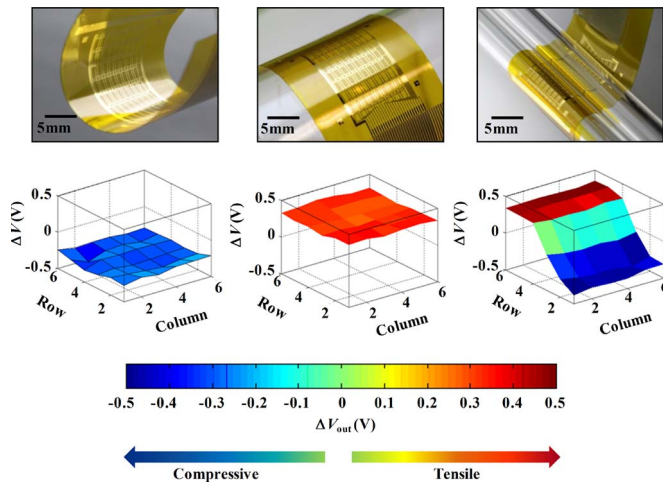 5mm 5mm 5mm
0.5 0.5 0.5
ΔV(V) 0 ΔV(V) 0 ΔV(V) 0
-0.5 -0.5 -0.5
6 6 6 6 6 6
4 4 4 4 4 4
2 2 2 2 2 2
Row Column Row Column Row Column
-0.5 -0.4 -0.3 -0.2 -0.1 0 0.1 0.2 0.3 0.4 0.5
ΔVout(V)
Compressive Tensile